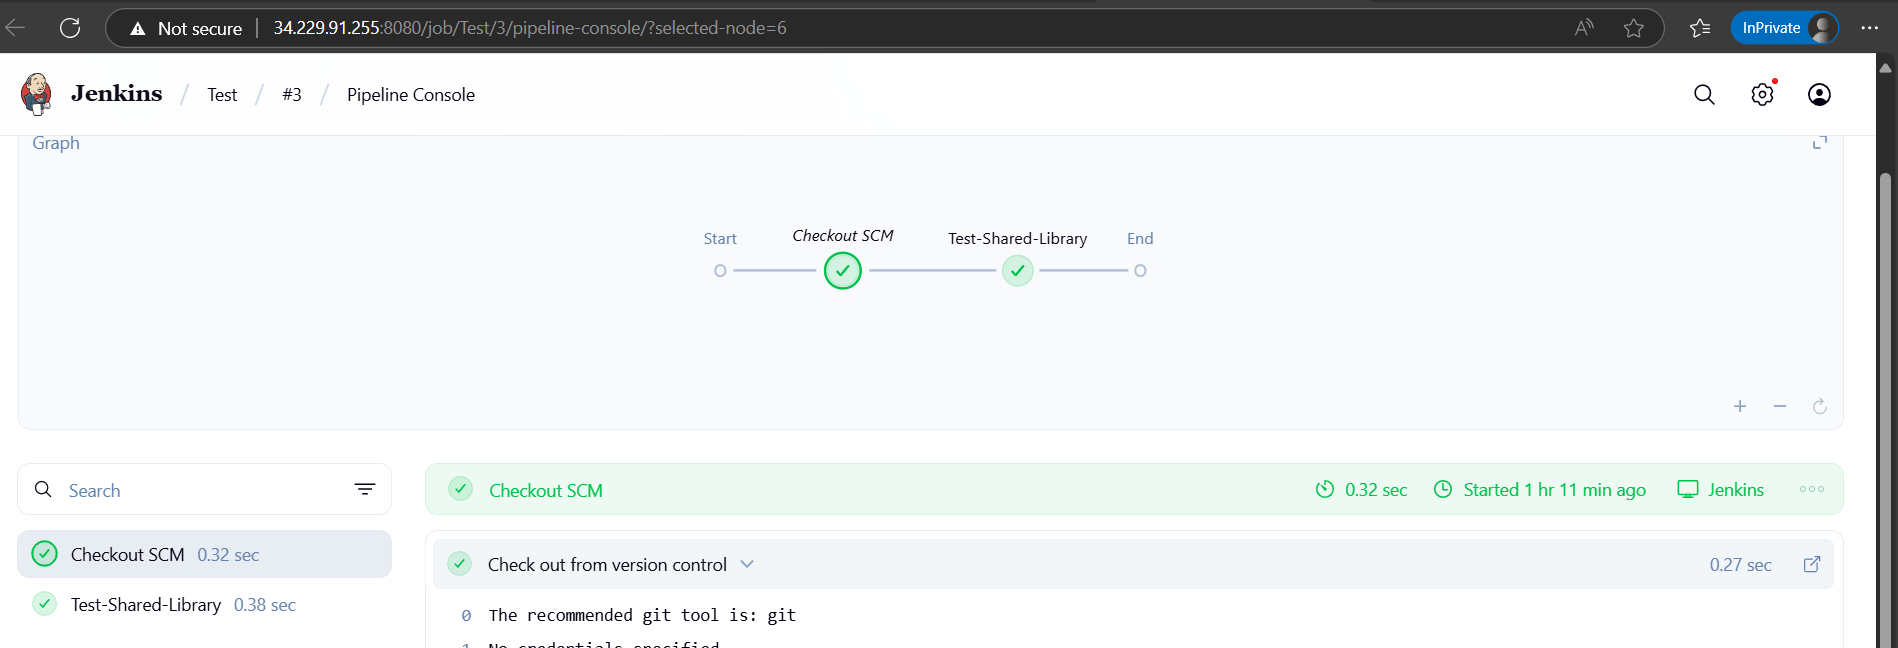 Not secure 34.229.91.255:8080/job/Test/3/pipeline-console/?selected-node=6 InPrivate
Jenkins / Test / #3 / Pipeline Console
Graph
Start Checkout SCM Test-Shared-Library End
Search
Checkout SCM 0.32 sec Started 1 hr 11 min ago Jenkins
Checkout SCM 0.32 sec
Test-Shared-Library 0.38 sec
Check out from version control 0.27 sec
0 The recommended git tool is: git
1 No credentials specified